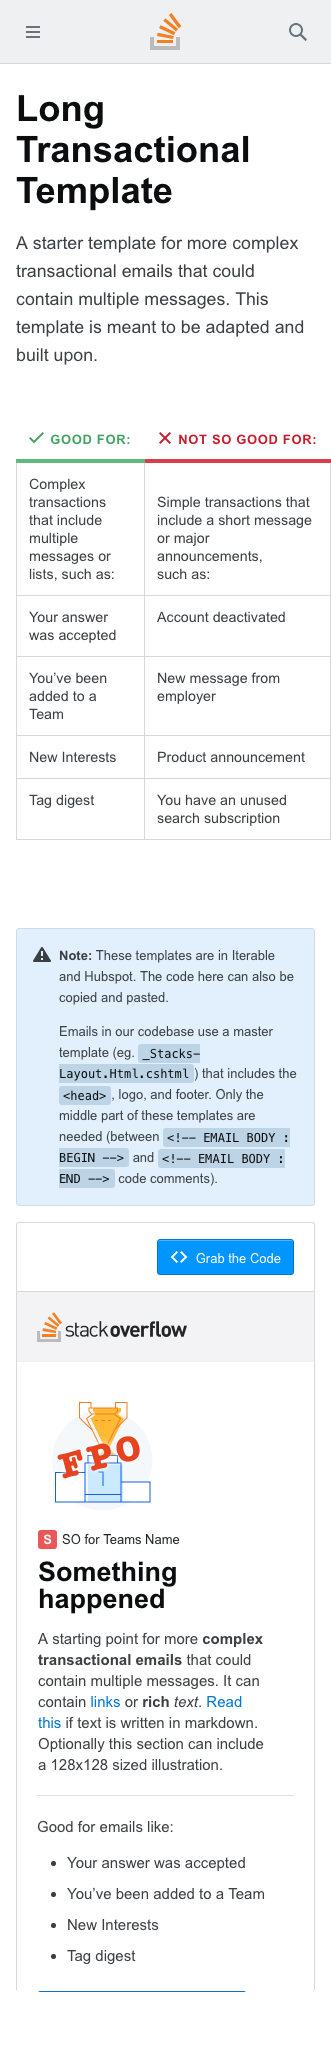 Long
Transactional
Template
A starter template for more complex
transactional emails that could
contain multiple messages. This
template is meant to be adapted and
built upon.
GOOD FOR:
NOT SO GOOD FOR:
Complex
transactions
that include
multiple
messages or
lists, such as:
Simple transactions that
include a short message
or major
announcements,
such as:
Your answer
was accepted
Account deactivated
You’ve been
added to a
Team
New message from
employer
New Interests
Product announcement
Tag digest
You have an unused
search subscription
Note: These templates are in Iterable
and Hubspot. The code here can also be
copied and pasted.
Emails in our codebase use a master
template (eg. _Stacks-
Layout.Html.cshtml ) that includes the
<head> , logo, and footer. Only the
middle part of these templates are
needed (between <!-- EMAIL BODY :
BEGIN --> and <!-- EMAIL BODY :
END --> code comments).
Grab the Code
stackoverflow
FPO
1
S SO for Teams Name
Something
happened
A starting point for more complex
transactional emails that could
contain multiple messages. It can
contain links or rich text. Read
this if text is written in markdown.
Optionally this section can include
a 128x128 sized illustration.
Good for emails like:
• Your answer was accepted
• You’ve been added to a Team
• New Interests
• Tag digest